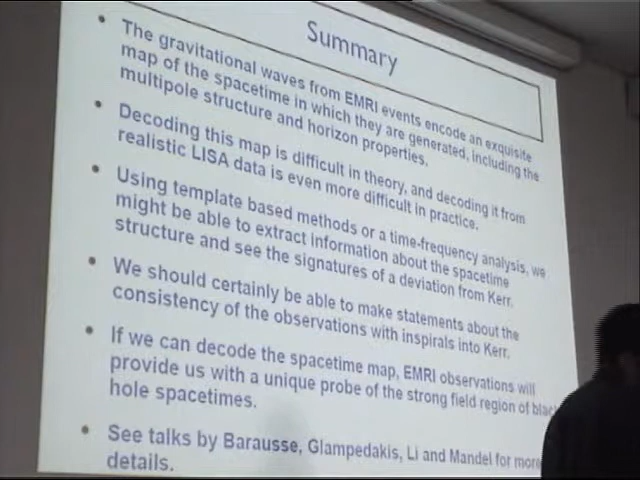 Summary
• The gravitational waves from EMRI events encode an exquisite
map of the spacetime in which they are generated, including the
multipole structure and horizon properties.
• Decoding this map is difficult in theory, and decoding it from
realistic LISA data is even more difficult in practice.
• Using template based methods or a time-frequency analysis, we
might be able to extract information about the spacetime
structure and see the signatures of a deviation from Kerr.
• We should certainly be able to make statements about the
consistency of the observations with inspirals into Kerr.
• If we can decode the spacetime map, EMRI observations will
provide us with a unique probe of the strong field region of black
hole spacetimes.
• See talks by Barausse, Glampedakis, Li and Mandel for more
details.